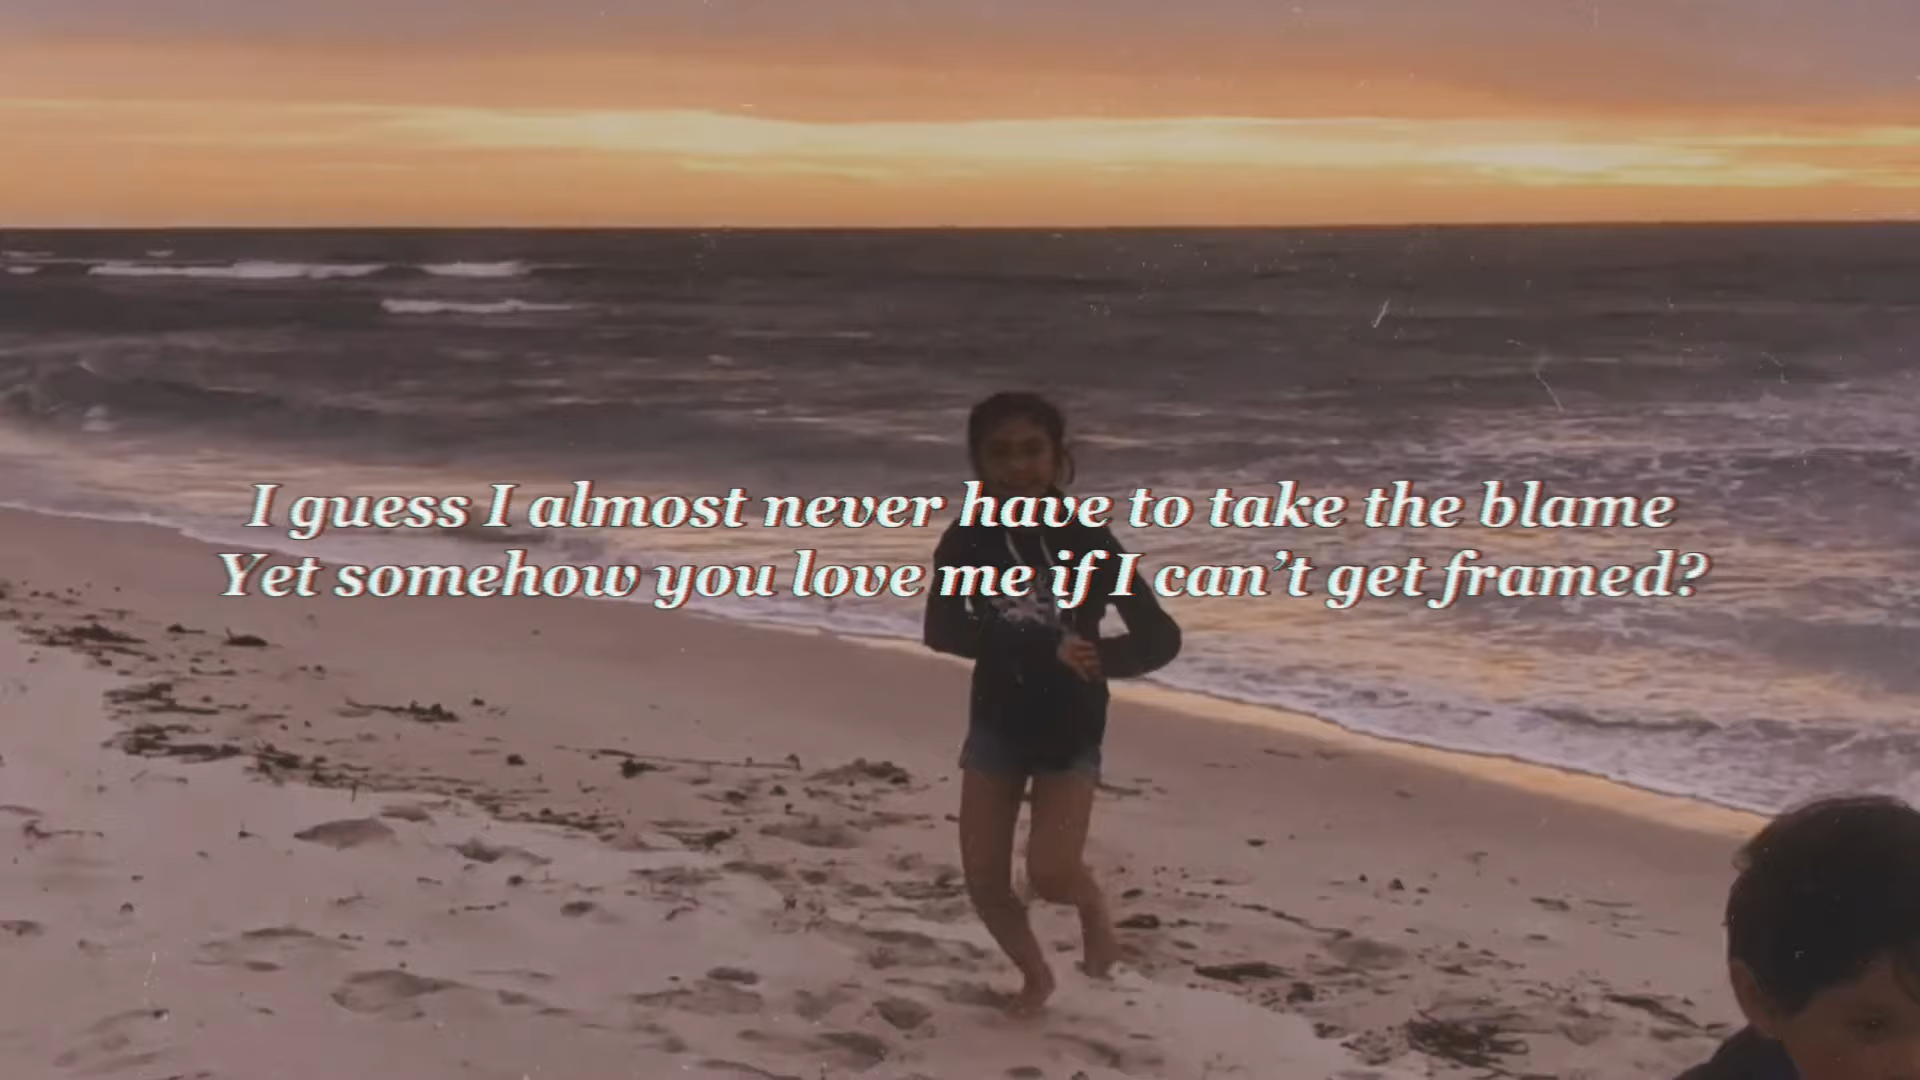 I guess I almost never have to take the blame
Yet somehow you love me if I can’t get framed?